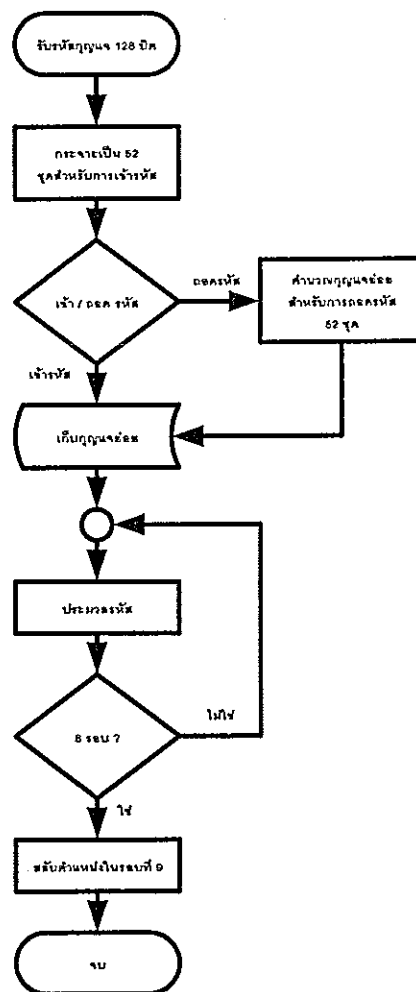 รับรหัสกุญแจ 128 บิต
กระจายเป็น 52
ชุดสำหรับการเข้ารหัส
เข้า / ถอด รหัส
ถอดรหัส
คำนวณกุญแจย่อย
สำหรับการถอดรหัส
52 ชุด
เข้ารหัส
เก็บกุญแจย่อย
ประมวลรหัส
8 รอบ ?
ไม่ใช่
ใช่
สลับตำแหน่งในรอบที่ 9
จบ